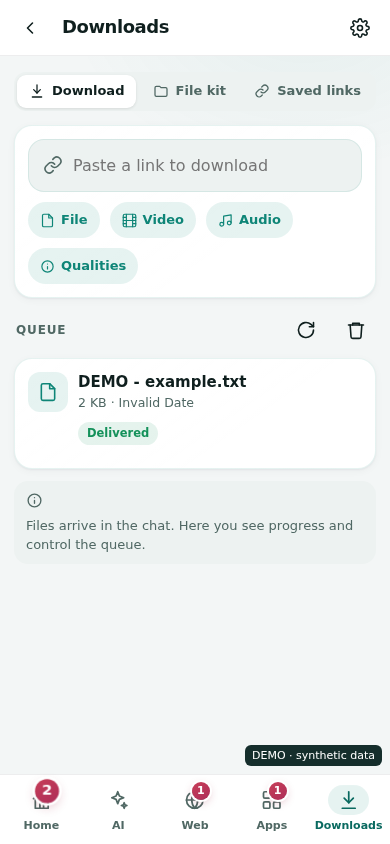 Downloads
Download
File kit
Saved links
Paste a link to download
File
Video
Audio
Qualities
QUEUE
DEMO - example.txt
2 KB · Invalid Date
Delivered
Files arrive in the chat. Here you see progress and
control the queue.
DEMO · synthetic data
2
1
1
Home
AI
Web
Apps
Downloads